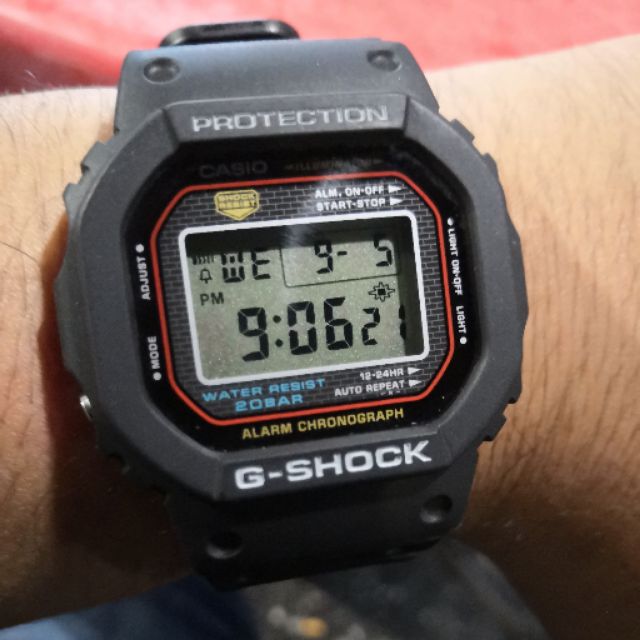 PROTECTION
CASIO
SHOCK RESIST
ALM. ON·OFF
START·STOP
ADJUST
MODE
LIGHT ON·OFF
LIGHT
WE 9- 5
PM
9:06 21
12·24HR
AUTO REPEAT
WATER RESIST
20BAR
ALARM CHRONOGRAPH
G-SHOCK